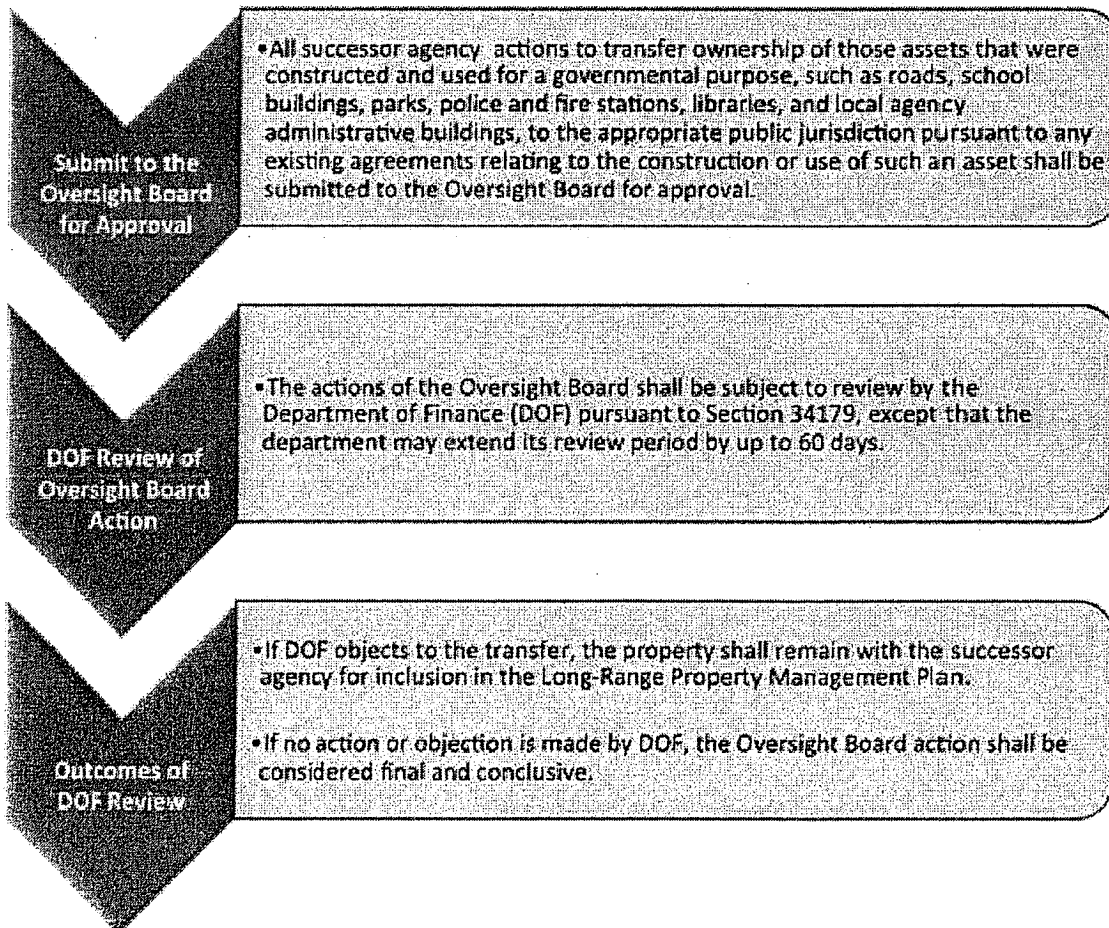 Submit to the
Oversight Board
for Approval
•All successor agency actions to transfer ownership of those assets that were
constructed and used for a governmental purpose, such as roads, school
buildings, parks, police and fire stations, libraries, and local agency
administrative buildings, to the appropriate public jurisdiction pursuant to any
existing agreements relating to the construction or use of such an asset shall be
submitted to the Oversight Board for approval.
DOF Review of
Oversight Board
Action
•The actions of the Oversight Board shall be subject to review by the
Department of Finance (DOF) pursuant to Section 34179, except that the
department may extend its review period by up to 60 days.
Outcomes of
DOF Review
•If DOF objects to the transfer, the property shall remain with the successor
agency for inclusion in the Long-Range Property Management Plan.
•If no action or objection is made by DOF, the Oversight Board action shall be
considered final and conclusive.